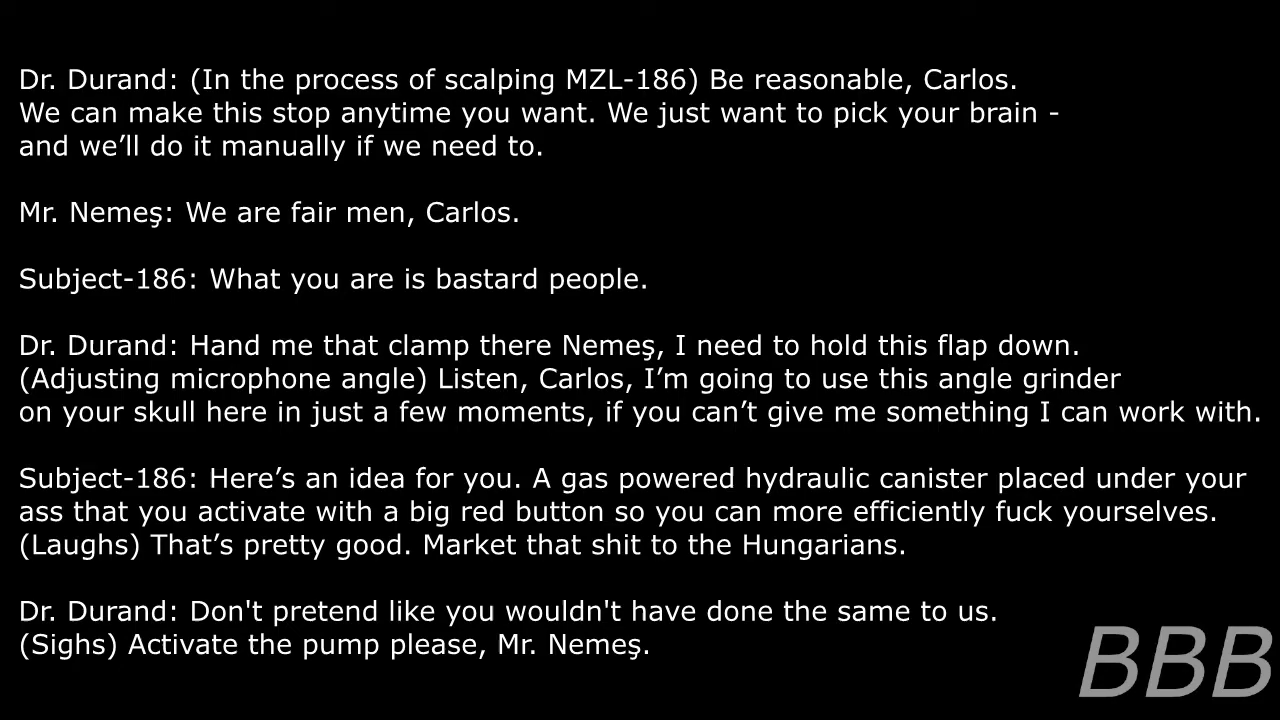 Dr. Durand: (In the process of scalping MZL-186) Be reasonable, Carlos.
We can make this stop anytime you want. We just want to pick your brain -
and we’ll do it manually if we need to.
Mr. Nemeş: We are fair men, Carlos.
Subject-186: What you are is bastard people.
Dr. Durand: Hand me that clamp there Nemeş, I need to hold this flap down.
(Adjusting microphone angle) Listen, Carlos, I’m going to use this angle grinder
on your skull here in just a few moments, if you can’t give me something I can work with.
Subject-186: Here’s an idea for you. A gas powered hydraulic canister placed under your
ass that you activate with a big red button so you can more efficiently fuck yourselves.
(Laughs) That’s pretty good. Market that shit to the Hungarians.
Dr. Durand: Don't pretend like you wouldn't have done the same to us.
(Sighs) Activate the pump please, Mr. Nemeş.
BBB